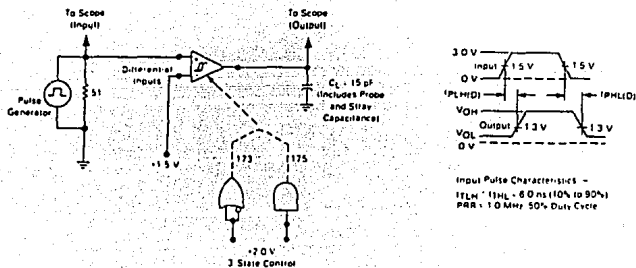 To Scope
(Input)
To Scope
(Output)
Differential
Inputs
51
Pulse
Generator
+1.5 V
CL = 15 pF
(Includes Probe
and Stray
Capacitance)
173
175
+2.0 V
3 State Control
3.0 V
Input
1.5 V
1.5 V
0 V
tPLH(D)
tPHL(D)
VOH
Output
1.3 V
1.3 V
VOL
0 V
Input Pulse Characteristics –
tTLH = tTHL = 6.0 ns (10% to 90%)
PRR = 1.0 MHz, 50% Duty Cycle